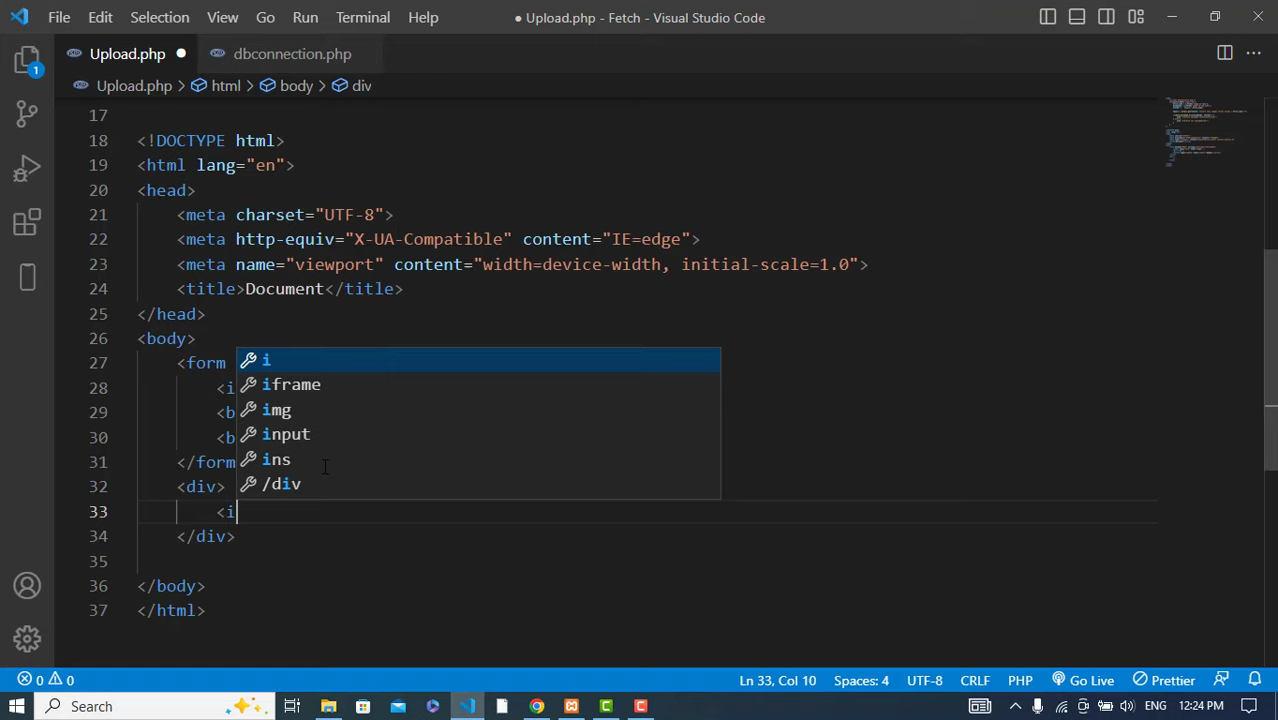 File Edit Selection View Go Run Terminal Help ● Upload.php - Fetch - Visual Studio Code
Upload.php ● dbconnection.php
Upload.php > html > body > div
1
17
18 <!DOCTYPE html>
19 <html lang="en">
20 <head>
21 <meta charset="UTF-8">
22 <meta http-equiv="X-UA-Compatible" content="IE=edge">
23 <meta name="viewport" content="width=device-width, initial-scale=1.0">
24 <title>Document</title>
25 </head>
26 <body>
27 <form
i
iframe
28 <i
29 <b
img
30 <b
input
31 </form
ins
32 <div>
/div
33 <i
34 </div>
35
36 </body>
37 </html>
0 0 Ln 33, Col 10 Spaces: 4 UTF-8 CRLF PHP Go Live Prettier
Search ENG 12:24 PM